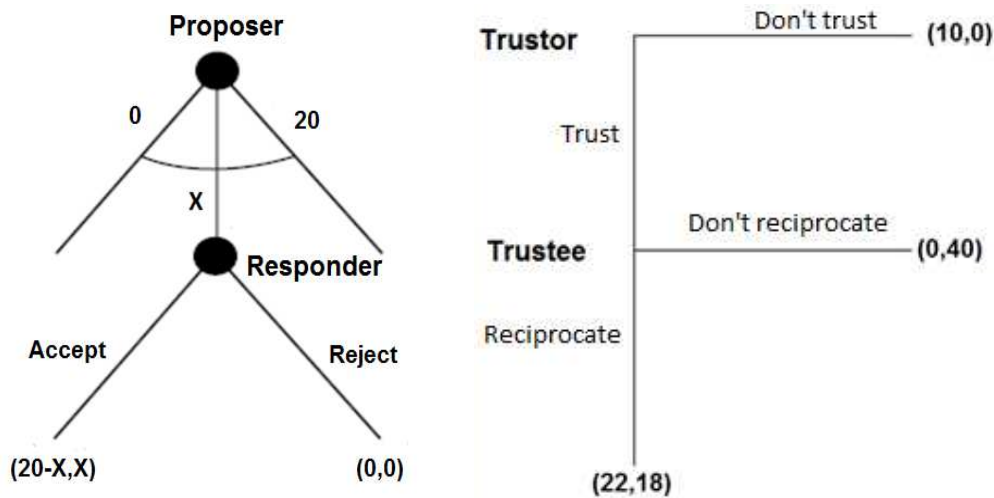 Proposer
0
20
X
Responder
Accept
Reject
(20-X,X)
(0,0)
Don't trust
Trustor
(10,0)
Trust
Don't reciprocate
Trustee
(0,40)
Reciprocate
(22,18)